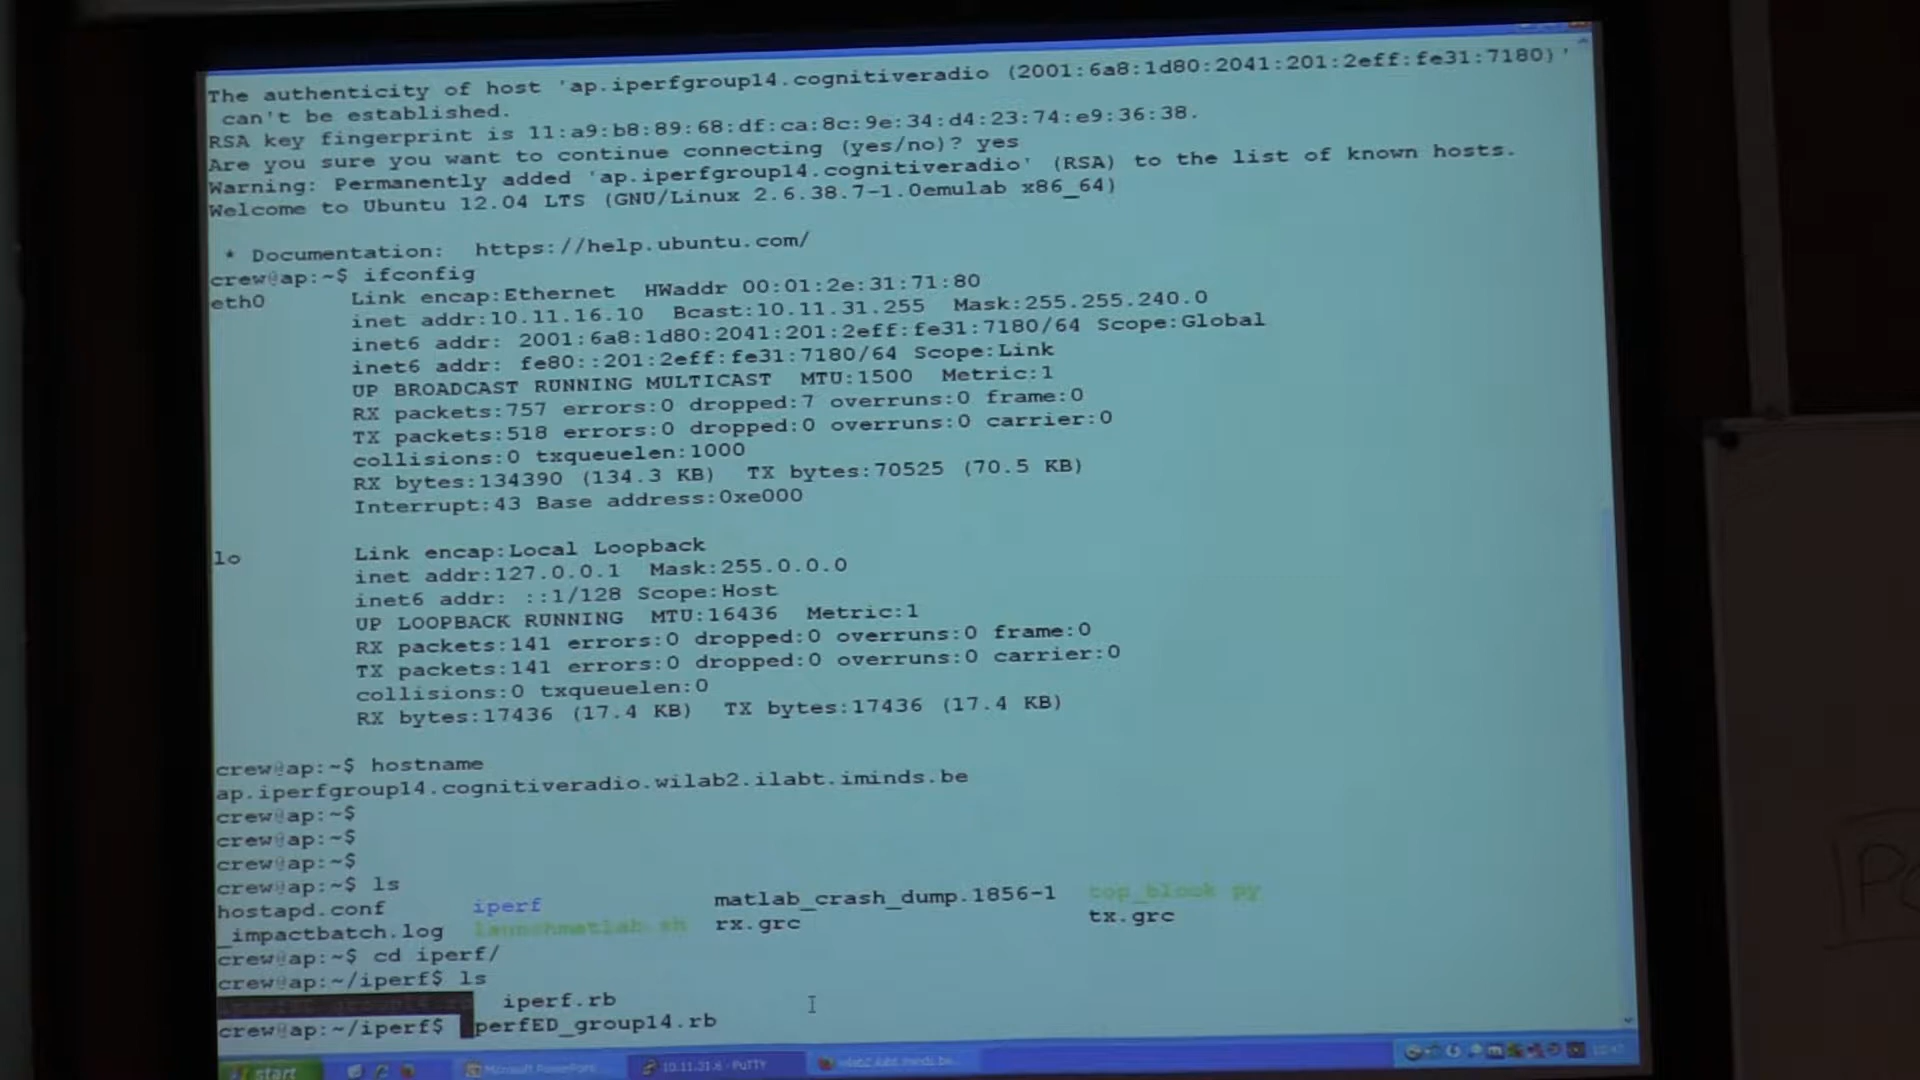 The authenticity of host 'ap.iperfgroup14.cognitiveradio (2001:6a8:1d80:2041:201:2eff:fe31:7180)'
can't be established.
RSA key fingerprint is 11:a9:b8:89:68:df:ca:8c:9e:34:d4:23:74:e9:36:38.
Are you sure you want to continue connecting (yes/no)? yes
Warning: Permanently added 'ap.iperfgroup14.cognitiveradio' (RSA) to the list of known hosts.
Welcome to Ubuntu 12.04 LTS (GNU/Linux 2.6.38.7-1.0emulab x86_64)
* Documentation: https://help.ubuntu.com/
crew@ap:~$ ifconfig
eth0 Link encap:Ethernet HWaddr 00:01:2e:31:71:80
inet addr:10.11.16.10 Bcast:10.11.31.255 Mask:255.255.240.0
inet6 addr: 2001:6a8:1d80:2041:201:2eff:fe31:7180/64 Scope:Global
inet6 addr: fe80::201:2eff:fe31:7180/64 Scope:Link
UP BROADCAST RUNNING MULTICAST MTU:1500 Metric:1
RX packets:757 errors:0 dropped:7 overruns:0 frame:0
TX packets:518 errors:0 dropped:0 overruns:0 carrier:0
collisions:0 txqueuelen:1000
RX bytes:134390 (134.3 KB) TX bytes:70525 (70.5 KB)
Interrupt:43 Base address:0xe000
lo Link encap:Local Loopback
inet addr:127.0.0.1 Mask:255.0.0.0
inet6 addr: ::1/128 Scope:Host
UP LOOPBACK RUNNING MTU:16436 Metric:1
RX packets:141 errors:0 dropped:0 overruns:0 frame:0
TX packets:141 errors:0 dropped:0 overruns:0 carrier:0
collisions:0 txqueuelen:0
RX bytes:17436 (17.4 KB) TX bytes:17436 (17.4 KB)
crew@ap:~$ hostname
ap.iperfgroup14.cognitiveradio.wilab2.ilabt.iminds.be
crew@ap:~$
crew@ap:~$
crew@ap:~$
crew@ap:~$ ls
hostapd.conf iperf matlab_crash_dump.1856-1 top_block.py
_impactbatch.log launchmatlab.sh rx.grc tx.grc
crew@ap:~$ cd iperf/
crew@ap:~/iperf$ ls
iperf.rb
crew@ap:~/iperf$ perfED_group14.rb
start Microsoft PowerPoint 10.11.31.6 - PuTTY